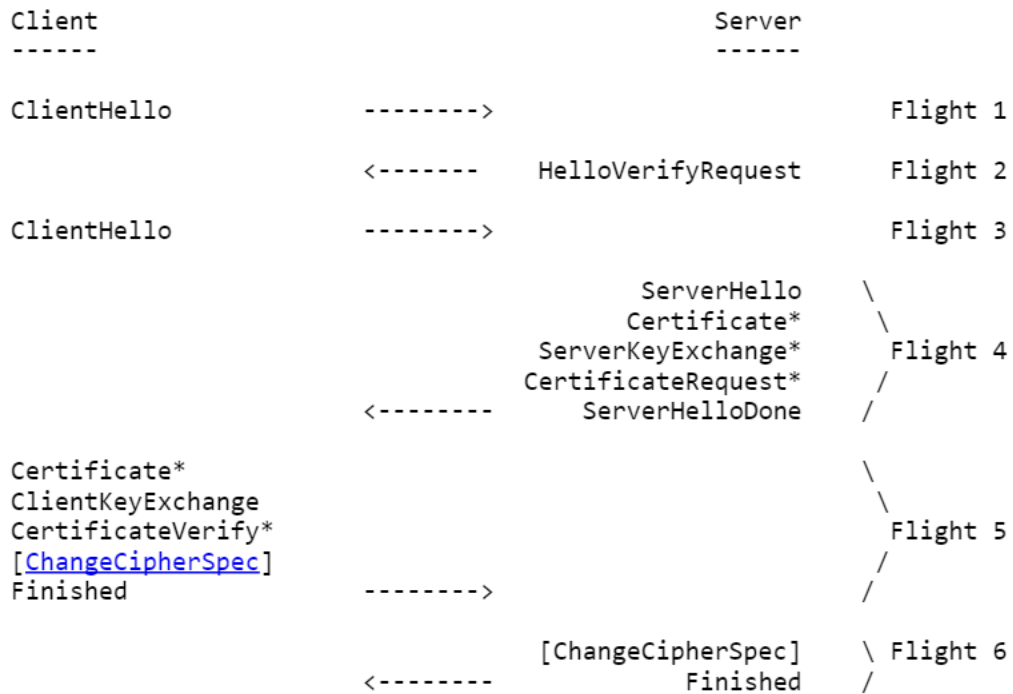 Client                                          Server
------                                          ------

ClientHello             -------->                           Flight 1

                        <-------    HelloVerifyRequest      Flight 2

ClientHello             -------->                           Flight 3

                                           ServerHello    \
                                          Certificate*     \
                                    ServerKeyExchange*      Flight 4
                                   CertificateRequest*     /
                        <--------      ServerHelloDone    /

Certificate*                                              \
ClientKeyExchange                                          \
CertificateVerify*                                          Flight 5
[ChangeCipherSpec]                                         /
Finished                -------->                         /

                                    [ChangeCipherSpec]    \ Flight 6
                        <--------             Finished    /